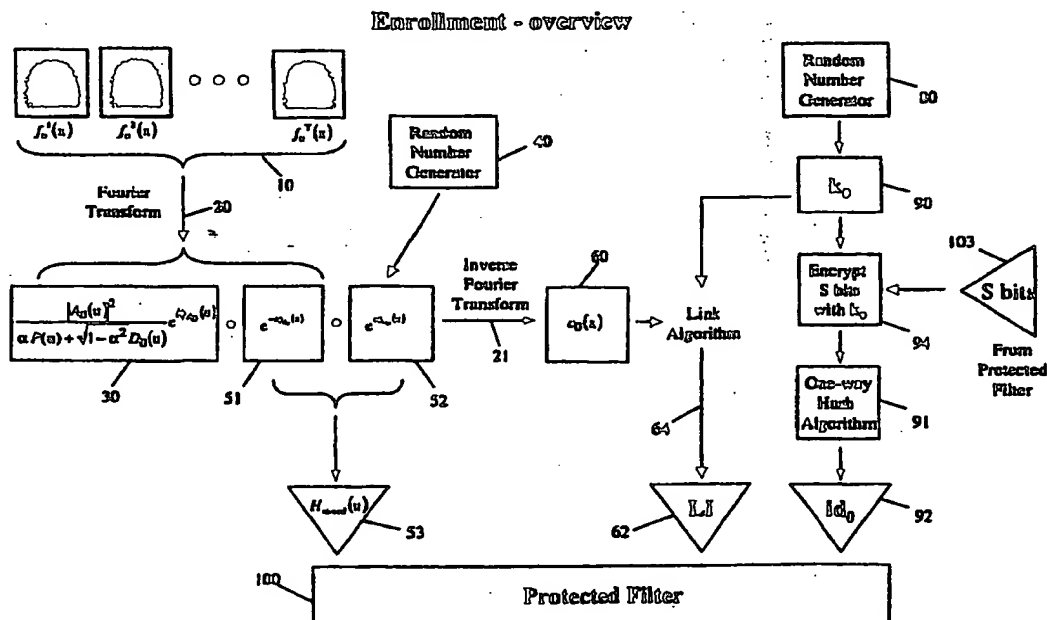 Enrollment - overview
Random
Number
Generator
80
10
Fourier
Transform
20
Random
Number
Generator
40
k₀
90
Inverse
Fourier
Transform
21
60
c₀(x)
Link
Algorithm
64
Encrypt
S bits
with k₀
94
103
S bits
From
Protected
Filter
30
51
52
One-way
Hash
Algorithm
91
53
LI
62
id₀
92
100
Protected Filter